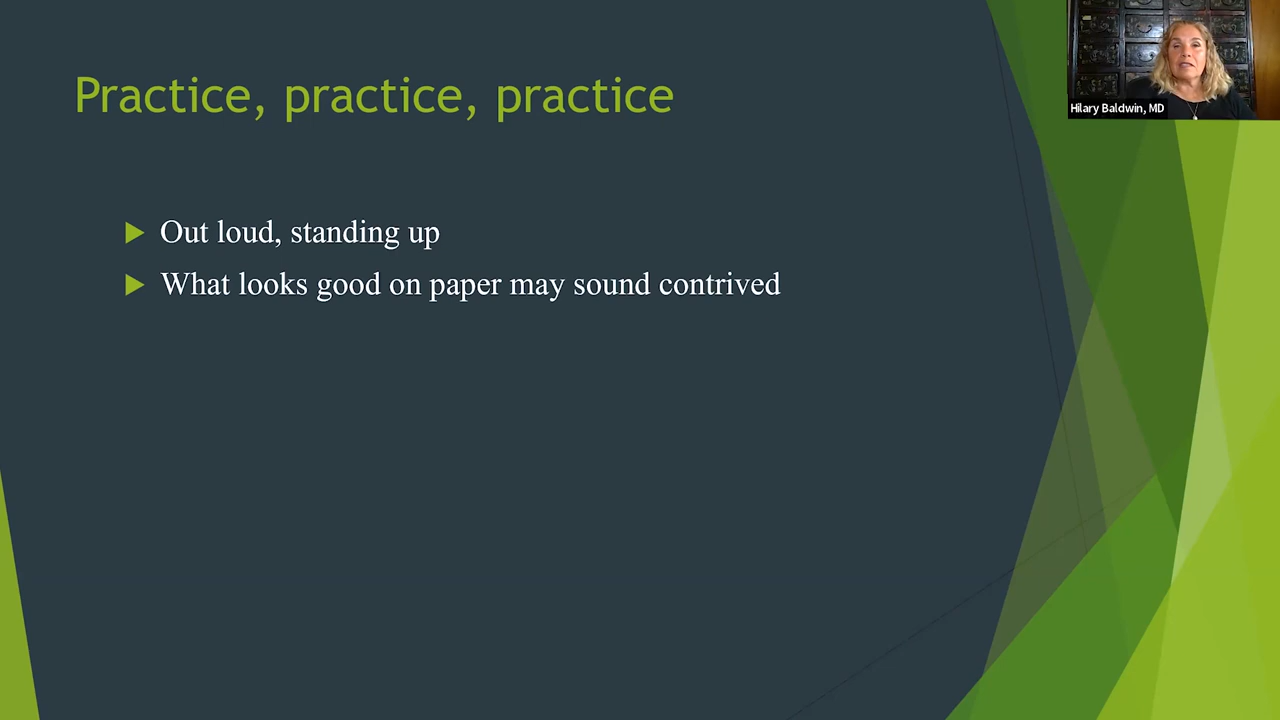 Practice, practice, practice
Hilary Baldwin, MD
Out loud, standing up
What looks good on paper may sound contrived